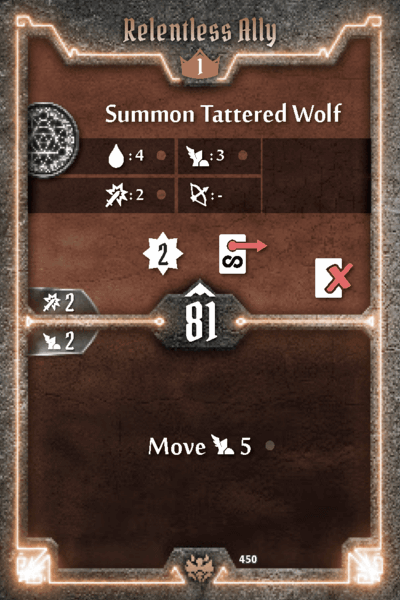 Relentless Ally
1
Summon Tattered Wolf
:4 :3
:2 :-
2
2
2
81
Move 5
450